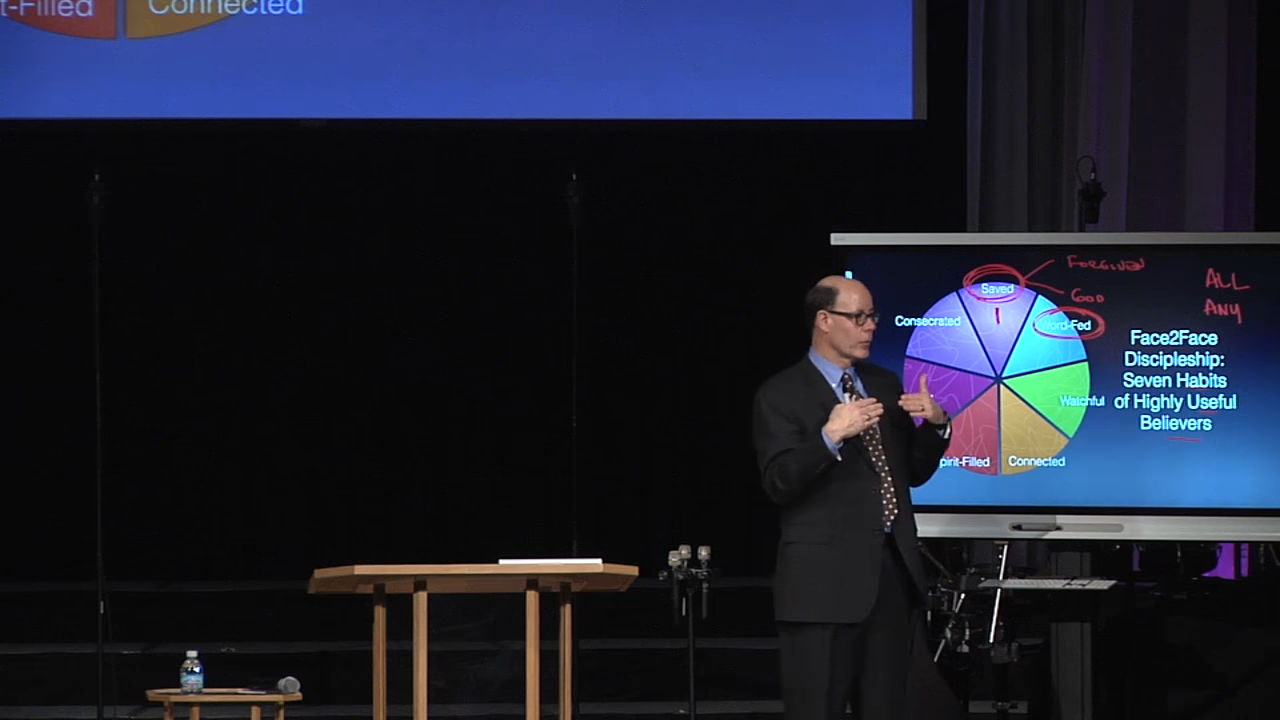 t-Filled
Connected
FORGIVEN
ALL
Saved
GOD
ANY
1
Consecrated
Word-Fed
Face2Face
Discipleship:
Seven Habits
Watchful
of Highly Useful
Believers
pirit-Filled
Connected